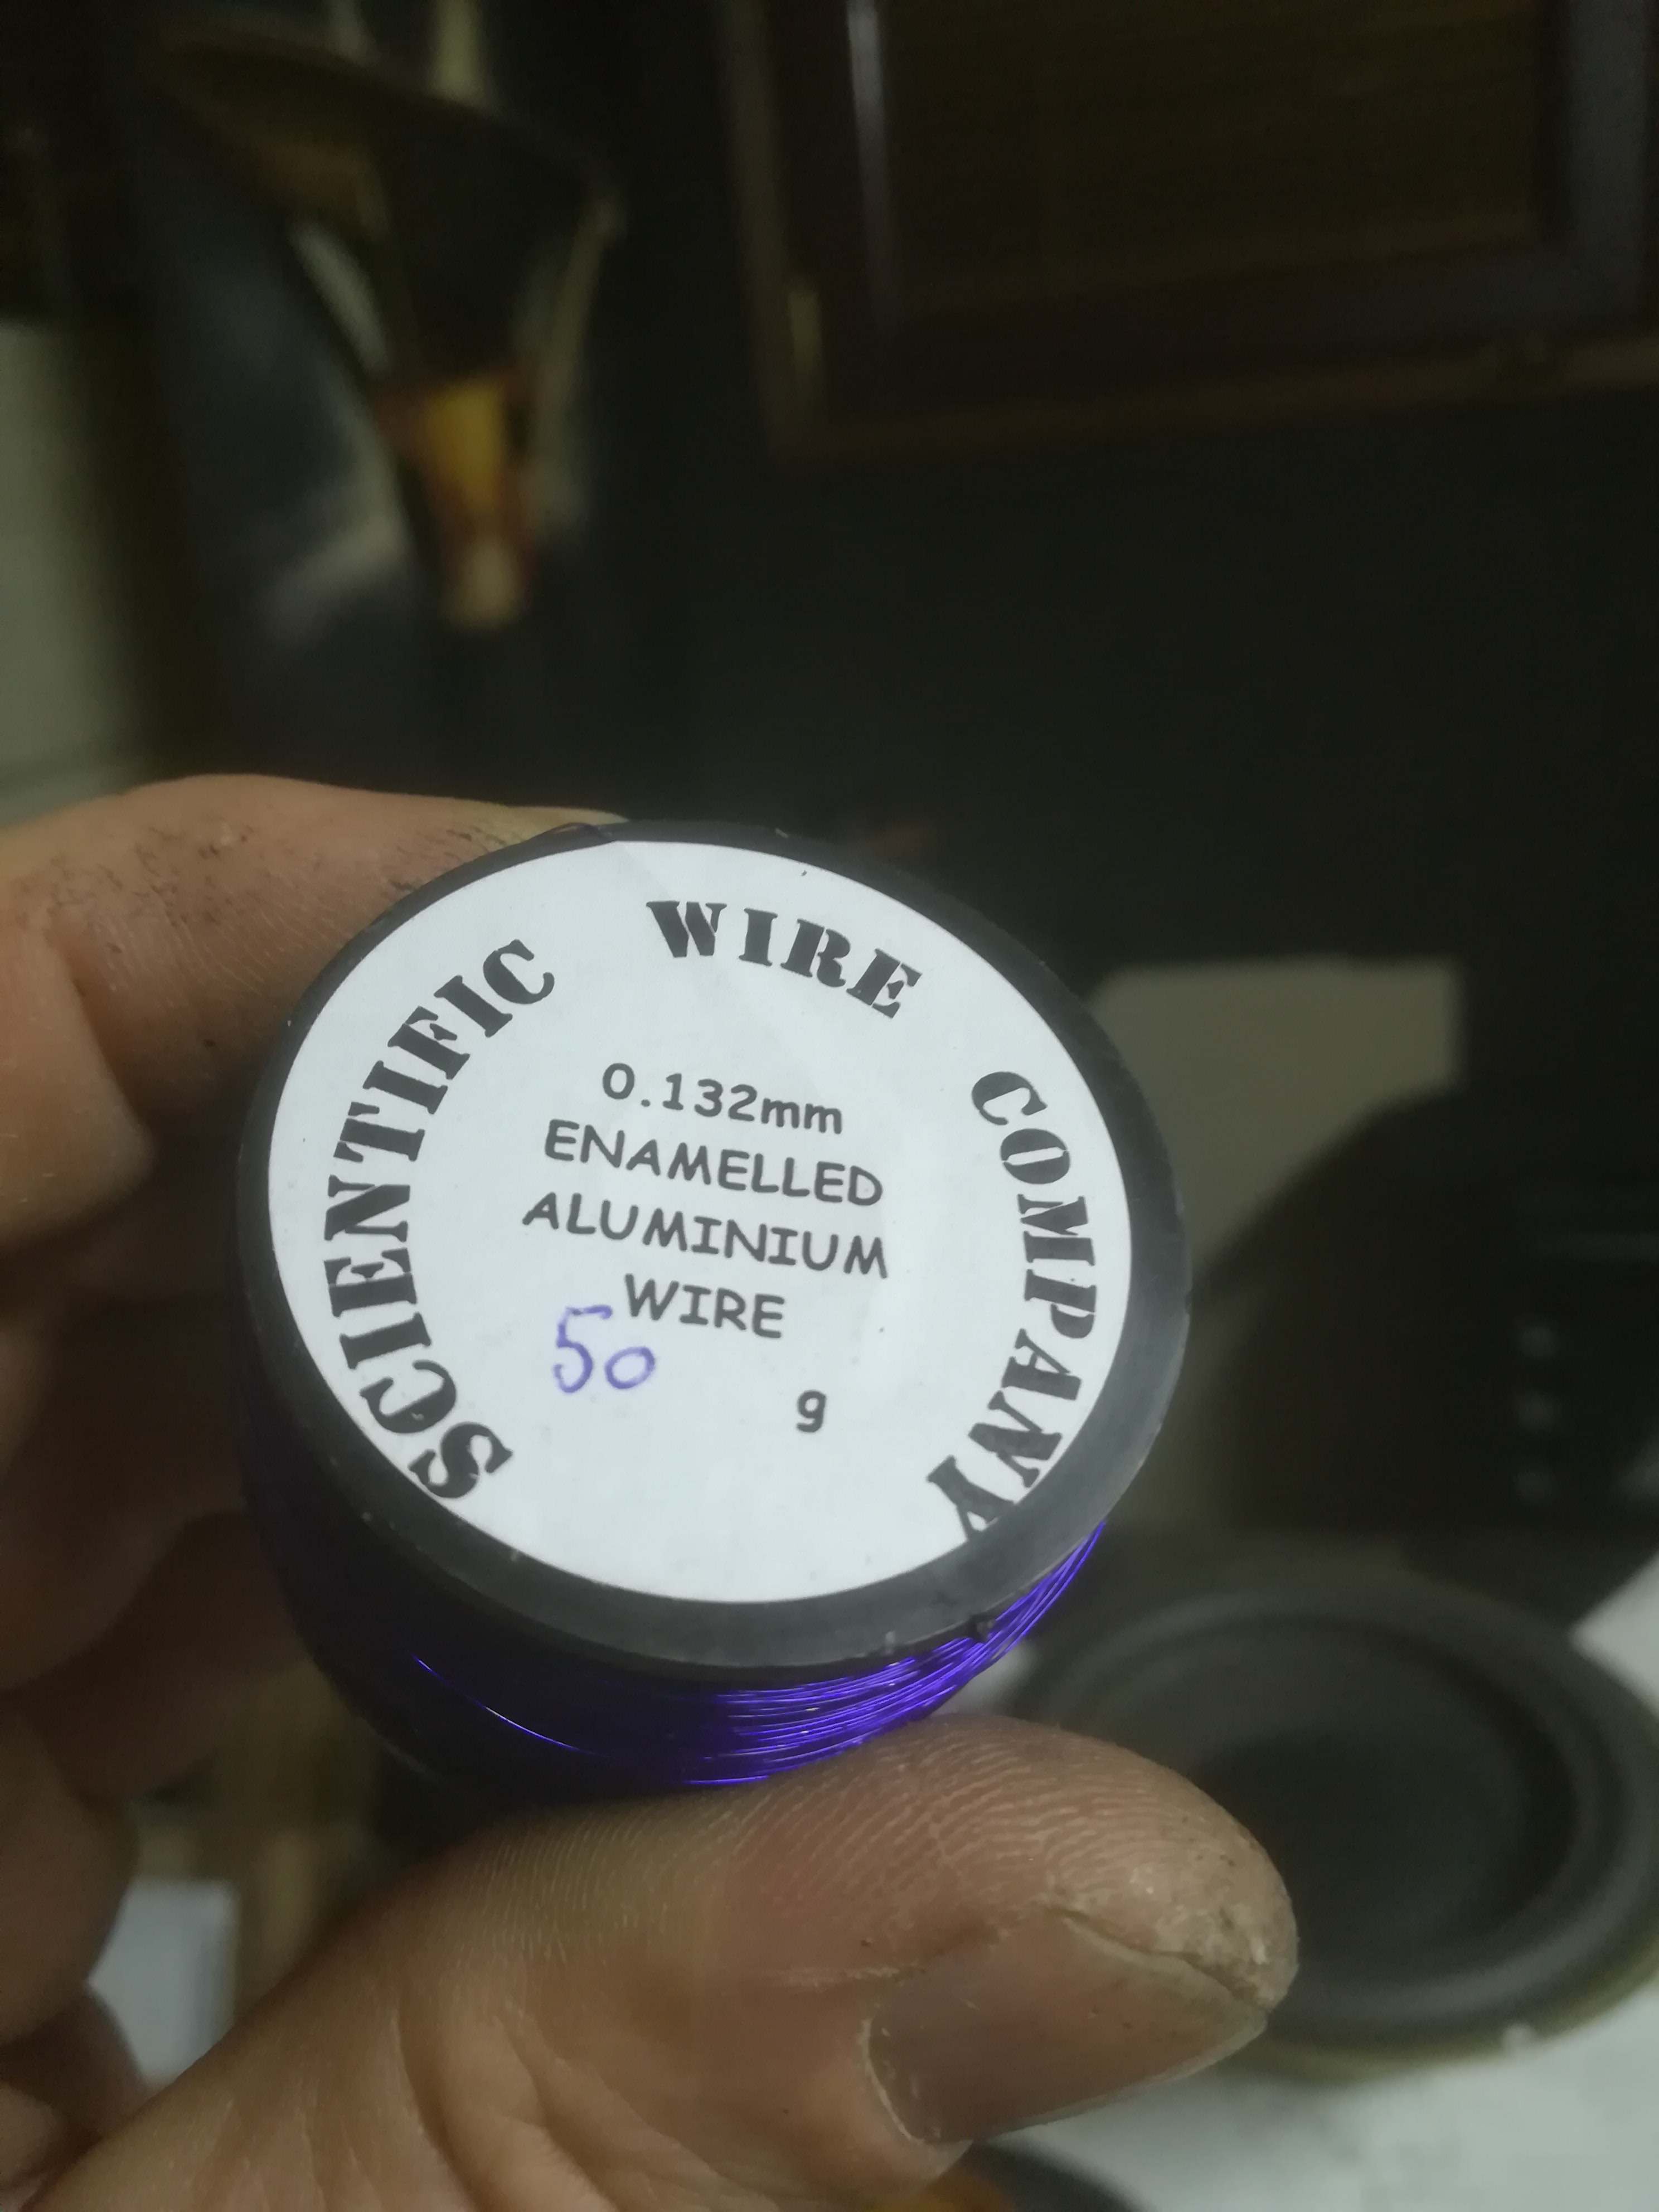 SCIENTIFIC WIRE COMPANY
0.132mm
ENAMELLED
ALUMINIUM
WIRE
50 g